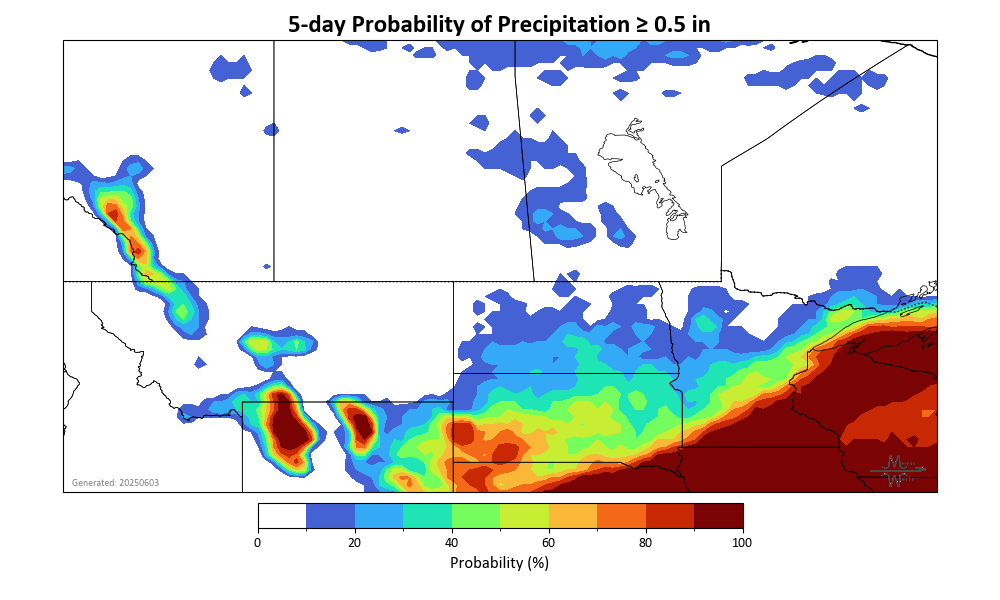 5-day Probability of Precipitation ≥ 0.5 in
Generated: 20250603
0 20 40 60 80 100
Probability (%)